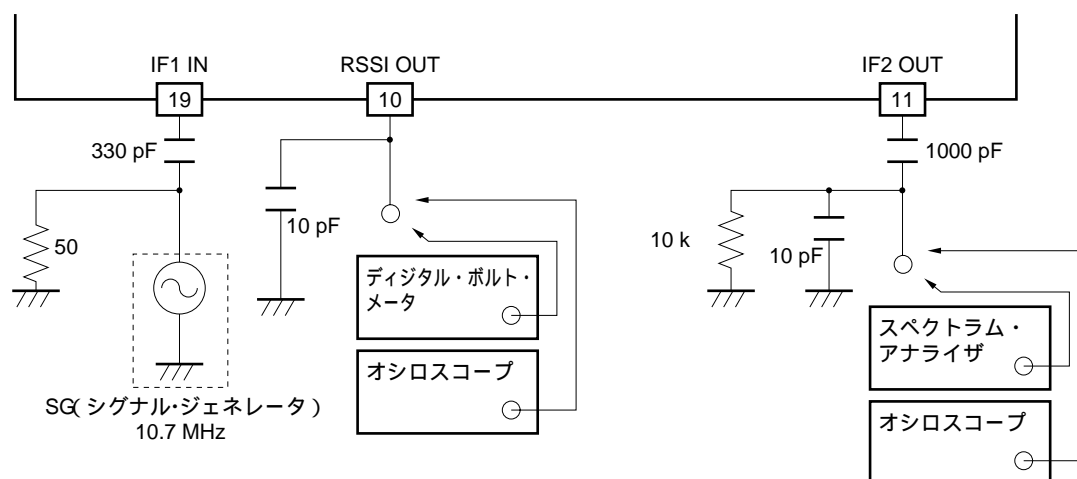 IF1 IN
RSSI OUT
IF2 OUT
19
10
11
330 pF
1000 pF
50
10 pF
10 k
10 pF
ディジタル・ボルト・
メータ
オシロスコープ
スペクトラム・
アナライザ
オシロスコープ
SG(シグナル・ジェネレータ)
10.7 MHz